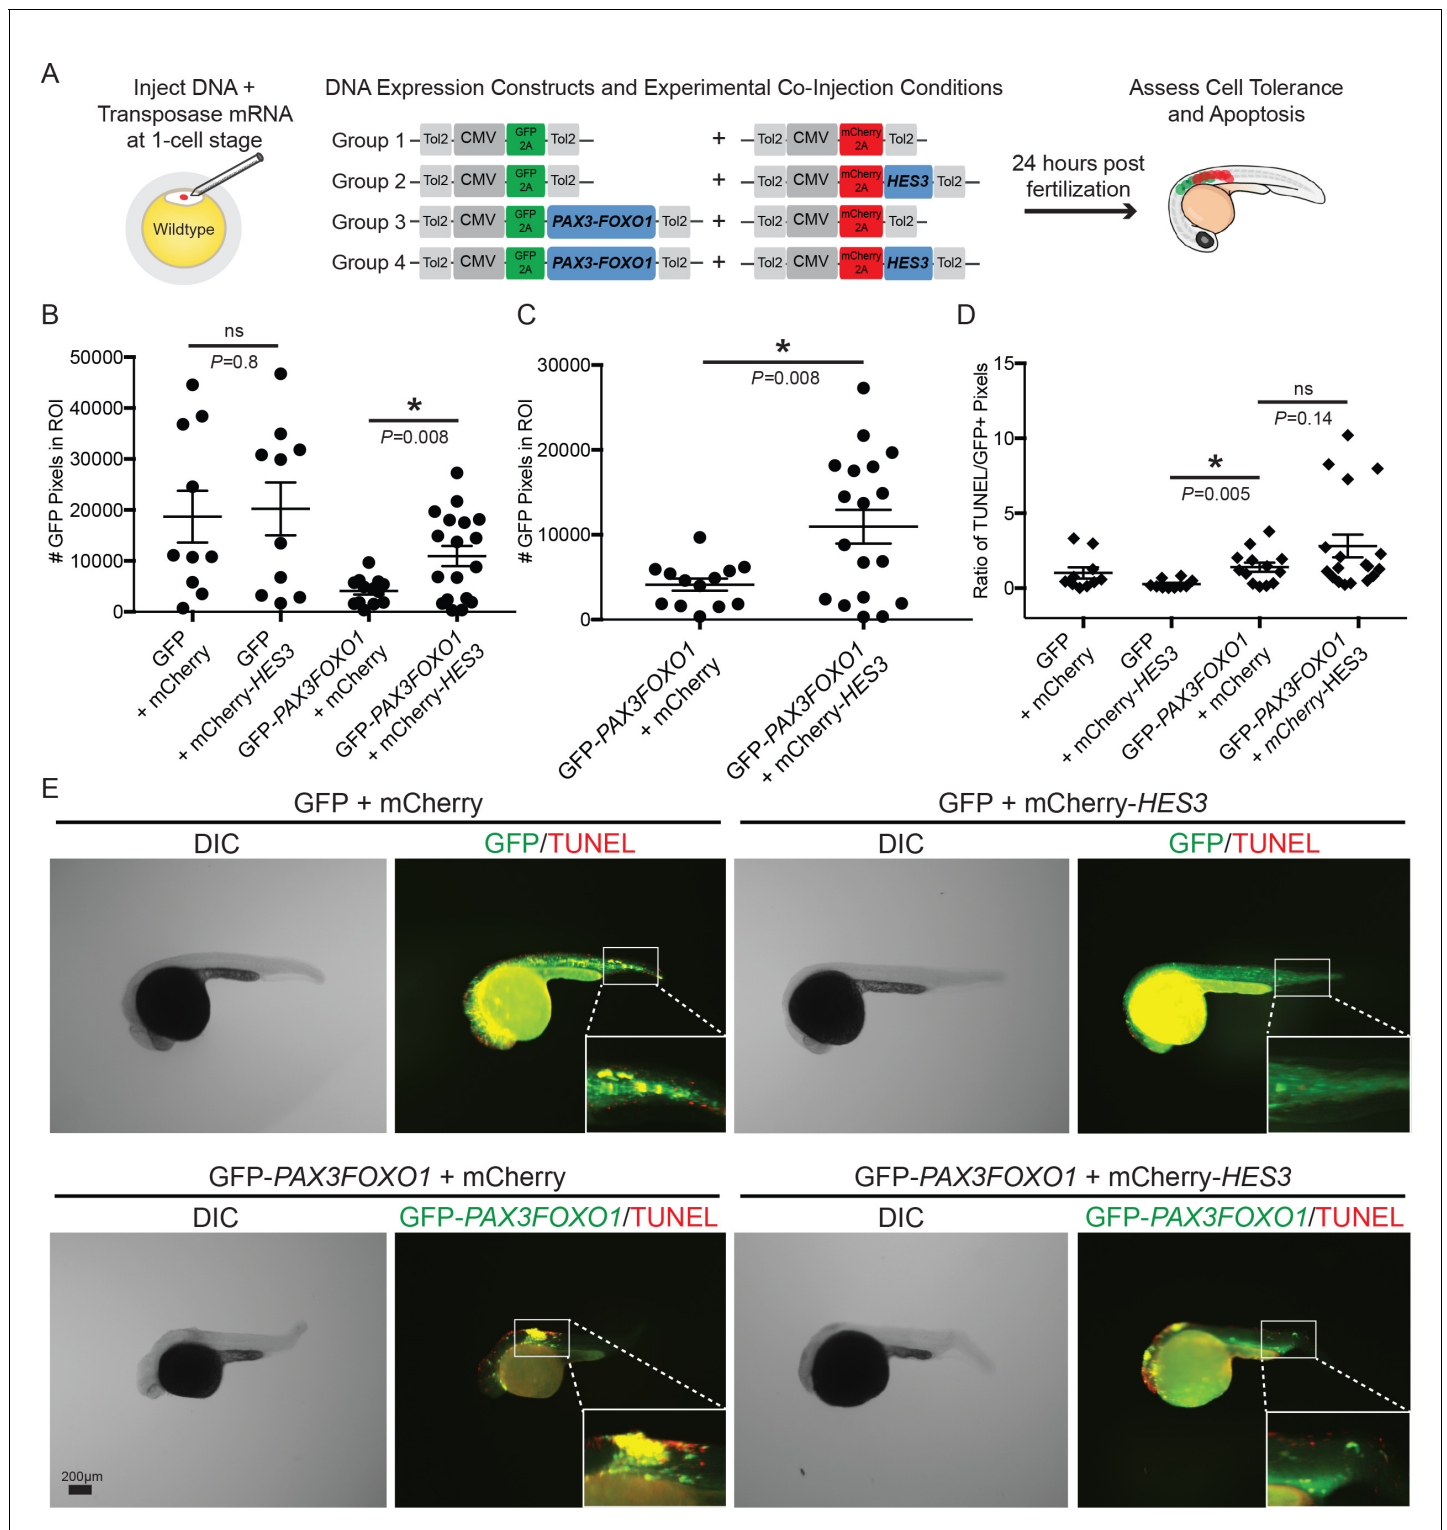 A
Inject DNA +
Transposase mRNA
at 1-cell stage
Wildtype
DNA Expression Constructs and Experimental Co-Injection Conditions
Group 1 Tol2 CMV GFP 2A Tol2 + Tol2 CMV mCherry 2A Tol2
Group 2 Tol2 CMV GFP 2A Tol2 + Tol2 CMV mCherry 2A HES3 Tol2
Group 3 Tol2 CMV GFP 2A PAX3-FOXO1 Tol2 + Tol2 CMV mCherry 2A Tol2
Group 4 Tol2 CMV GFP 2A PAX3-FOXO1 Tol2 + Tol2 CMV mCherry 2A HES3 Tol2
24 hours post
fertilization
Assess Cell Tolerance
and Apoptosis
B
# GFP Pixels in ROI
50000
40000
30000
20000
10000
0
ns
P=0.8
*
P=0.008
GFP
+ mCherry
GFP
+ mCherry-HES3
GFP-PAX3FOXO1
+ mCherry
GFP-PAX3FOXO1
+ mCherry-HES3
C
# GFP Pixels in ROI
30000
20000
10000
0
*
P=0.008
GFP-PAX3FOXO1
+ mCherry
GFP-PAX3FOXO1
+ mCherry-HES3
D
Ratio of TUNEL/GFP+ Pixels
15
10
5
0
*
P=0.005
ns
P=0.14
GFP
+ mCherry
GFP
+ mCherry-HES3
GFP-PAX3FOXO1
+ mCherry
GFP-PAX3FOXO1
+ mCherry-HES3
E
GFP + mCherry
DIC
GFP/TUNEL
GFP + mCherry-HES3
DIC
GFP/TUNEL
GFP-PAX3FOXO1 + mCherry
DIC
GFP-PAX3FOXO1/TUNEL
GFP-PAX3FOXO1 + mCherry-HES3
DIC
GFP-PAX3FOXO1/TUNEL
200µm